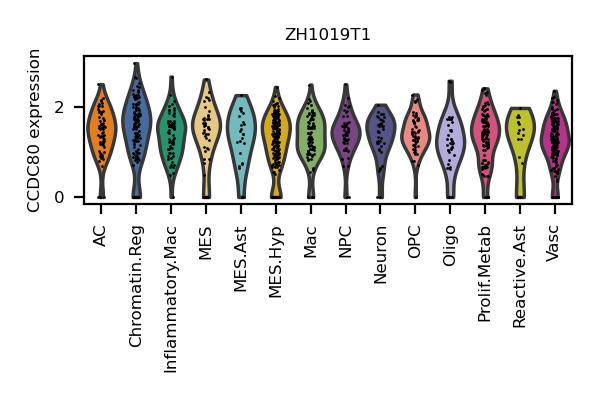 ZH1019T1
CCDC80 expression
2
0
AC
Chromatin.Reg
Inflammatory.Mac
MES
MES.Ast
MES.Hyp
Mac
NPC
Neuron
OPC
Oligo
Prolif.Metab
Reactive.Ast
Vasc